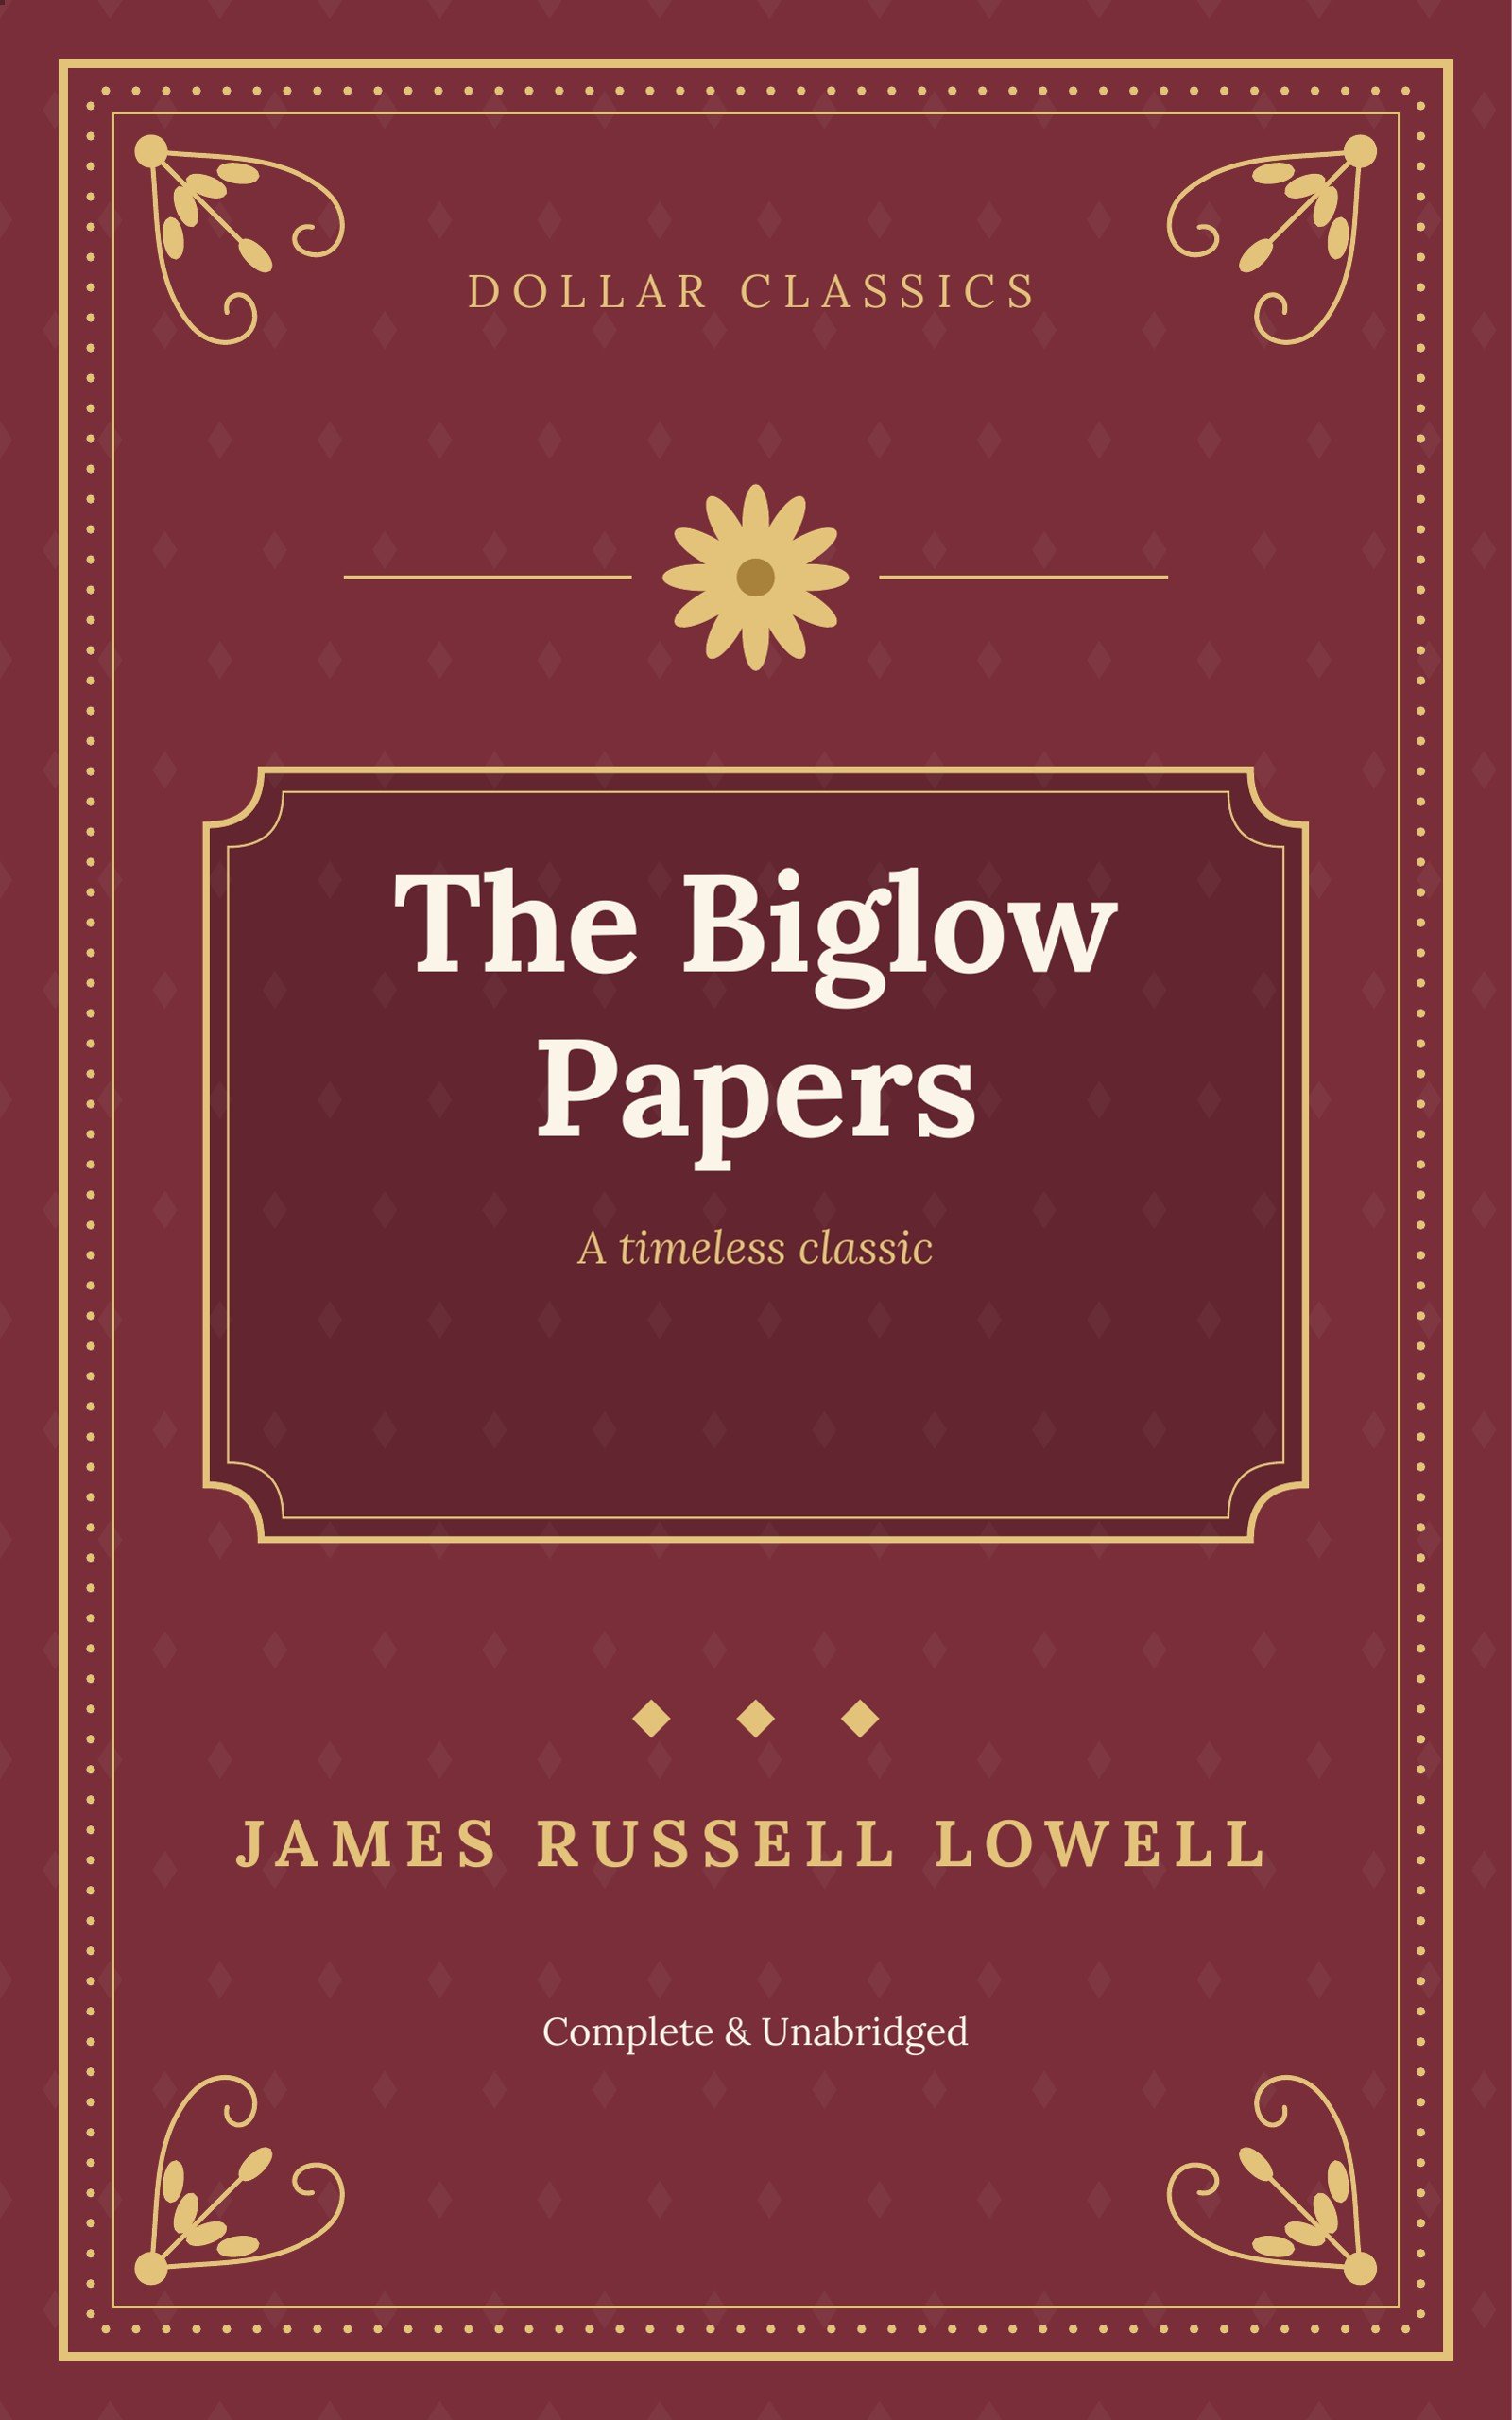 DOLLAR CLASSICS
The Biglow
Papers
A timeless classic
JAMES RUSSELL LOWELL
Complete & Unabridged